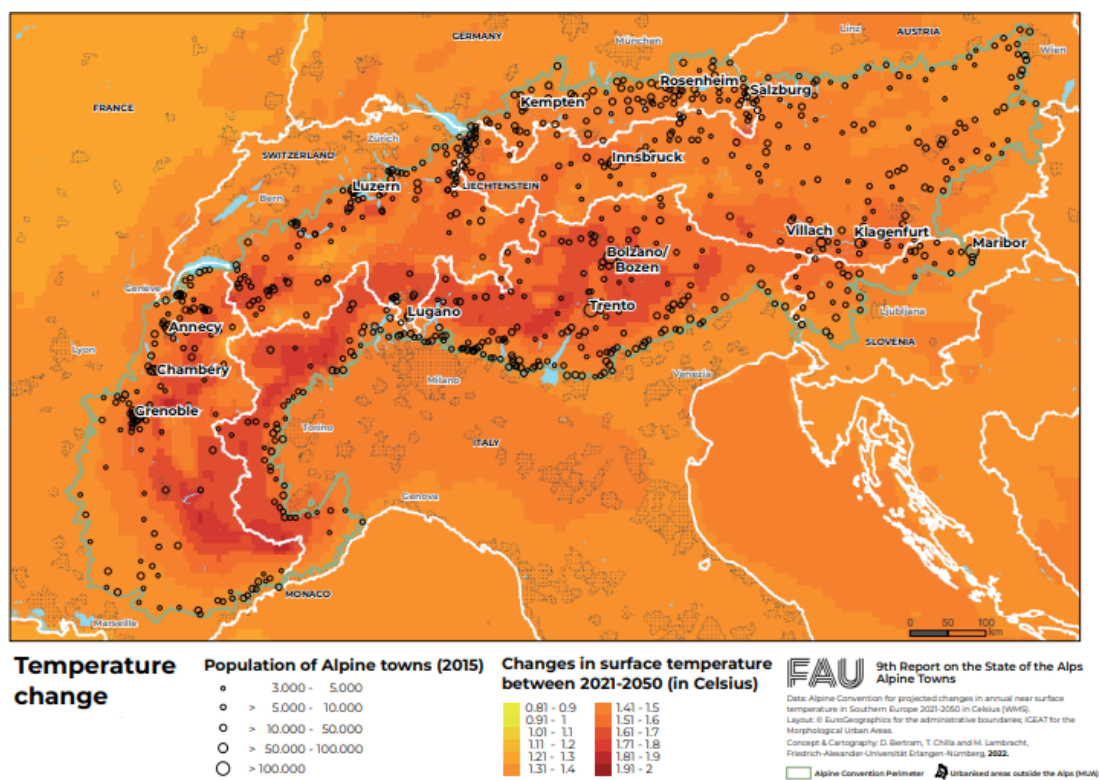 GERMANY
München
Linz
AUSTRIA
Wien
FRANCE
Rosenheim
Salzburg
Kempten
Zürich
SWITZERLAND
Innsbruck
Luzern
LIECHTENSTEIN
Bern
Villach
Klagenfurt
Maribor
Bolzano/
Bozen
Genève
Trento
Lugano
Ljubljana
Annecy
SLOVENIA
Lyon
Chambéry
Milano
Venezia
Grenoble
Torino
ITALY
Genova
MONACO
Marseille
0 50 100
km
Temperature
change
Population of Alpine towns (2015)
3.000 - 5.000
> 5.000 - 10.000
> 10.000 - 50.000
> 50.000 - 100.000
> 100.000
Changes in surface temperature
between 2021-2050 (in Celsius)
0.81 - 0.9
0.91 - 1
1.01 - 1.1
1.11 - 1.2
1.21 - 1.3
1.31 - 1.4
1.41 - 1.5
1.51 - 1.6
1.61 - 1.7
1.71 - 1.8
1.81 - 1.9
1.91 - 2
FAU
9th Report on the State of the Alps
Alpine Towns
Data: Alpine Convention for projected changes in annual near surface
temperature in Southern Europe 2021-2050 in Celsius (WMS).
Layout: © EuroGeographics for the administrative boundaries; IGEAT for the
Morphological Urban Areas.
Concept & Cartography: D. Bertram, T. Chilla and M. Lambracht,
Friedrich-Alexander-Universität Erlangen-Nürnberg, 2022.
Alpine Convention Perimeter
Urbanised areas outside the Alps (MUA)